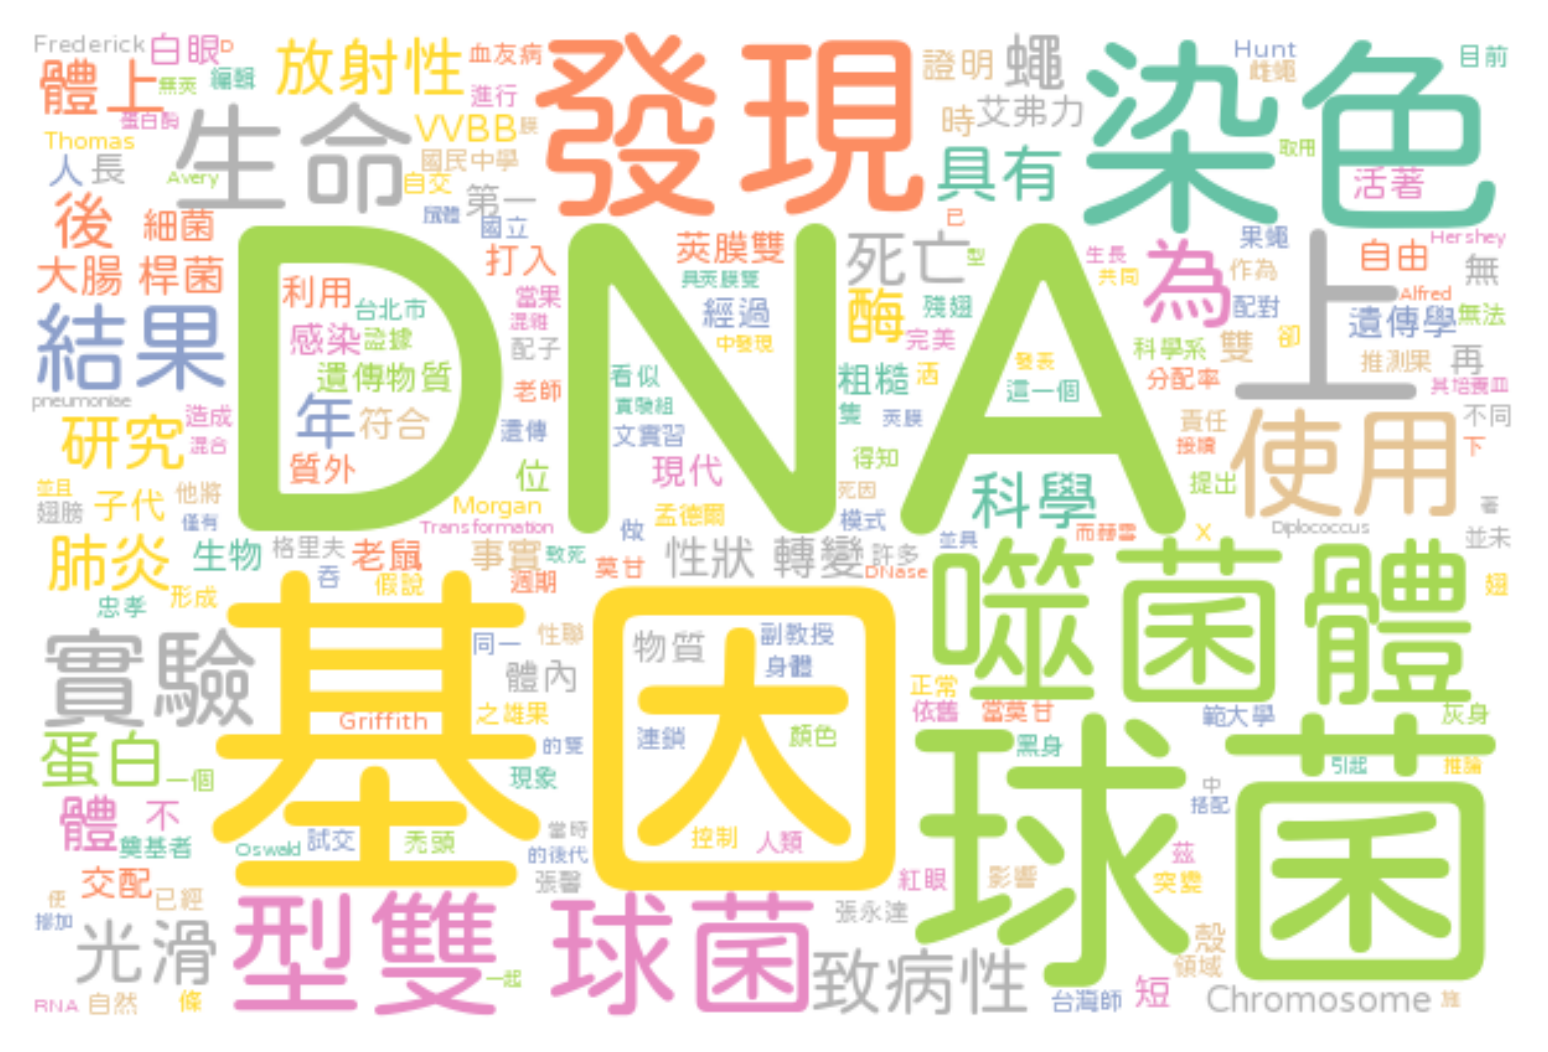 Frederick 白眼 D 放射性 血友病 發現 證明 蠅 染色 Hunt 雌蠅 目前
體上 無莢 編輯 進行
蛋白胸 生命 VVBB 膜 時 艾弗力
Thomas 國民中學 具有 取用
人長 Avery 自交 第一 活著
後 細菌 國立 已 果蠅 Hershey
大腸 桿菌 DNA 打入 莢膜雙 死亡 型 生長 為 上 自由 無
利用 當果 具莢膜雙 共同 作為 Alfred
結果 台北市 混雜 經過 酶 殘翅 配對 遺傳學 無法
感染 證據 配子 中發現 完美 科學系 雙 卻
遺傳物質 看似 粗糙 發表 推測果 再
pneumoniae 老師 實驗組 這一個 分配率 其培養皿
造成 年 符合 隻 莢膜 責任 使用 不同
研究 混合 遺傳 文實習 接續 下
質外 位 現代 得知
並且 子代 他將 死因 科學 提出
翅膀 僅有 Morgan 孟德爾 模式 著
Transformation 做 而赫雪 X Diplococcus 並未
肺炎 生物 格里夫 老鼠 事實 致死 性狀 轉變 許多 並具 噬菌體
吞 假說 週期 莫甘 DNase 翅
忠孝 形成
實驗 基因 同一 性聯 物質 副教授
體內 身體 正常
Griffith 之雄果 依舊 當莫甘 範大學 灰身
蛋白 一個 的雙 連鎖 顏色 黑身 球菌 引起 推論
現象 中
體 不 搭配
奠基者 Oswald 試交 禿頭 當時 控制 人類 茲
的後代
交配 張馨 紅眼 影響 突變
使 已經
光滑 型雙 球菌 張永達 殼
一起 致病性 領域
RNA 自然 條 台灣師 短 Chromosome